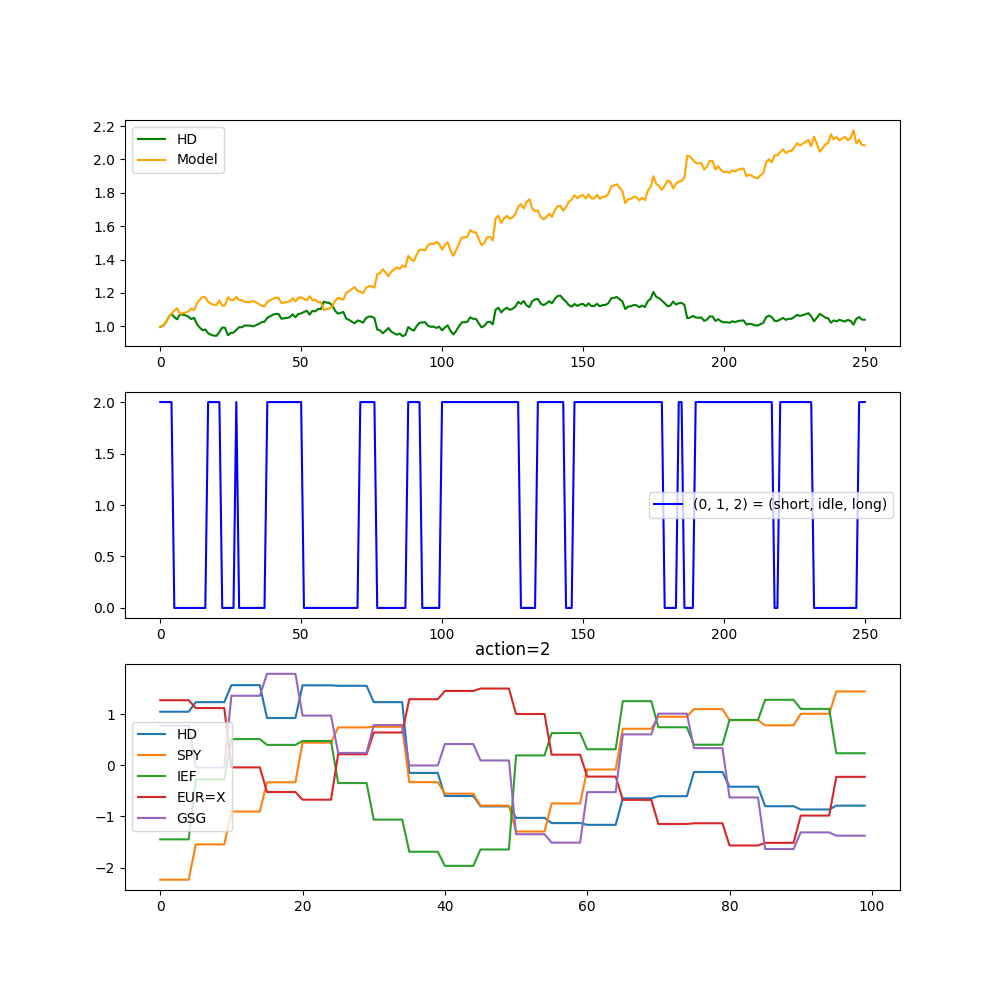 2.2
2.0
1.8
1.6
1.4
1.2
1.0
HD
Model
0 50 100 150 200 250
2.0
1.5
1.0
0.5
0.0
(0, 1, 2) = (short, idle, long)
0 50 100 150 200 250
action=2
1
0
−1
−2
HD
SPY
IEF
EUR=X
GSG
0 20 40 60 80 100